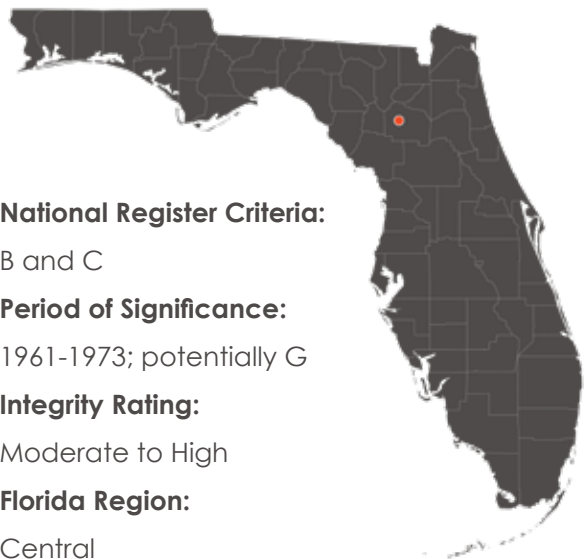 National Register Criteria:
B and C
Period of Significance:
1961-1973; potentially G
Integrity Rating:
Moderate to High
Florida Region:
Central